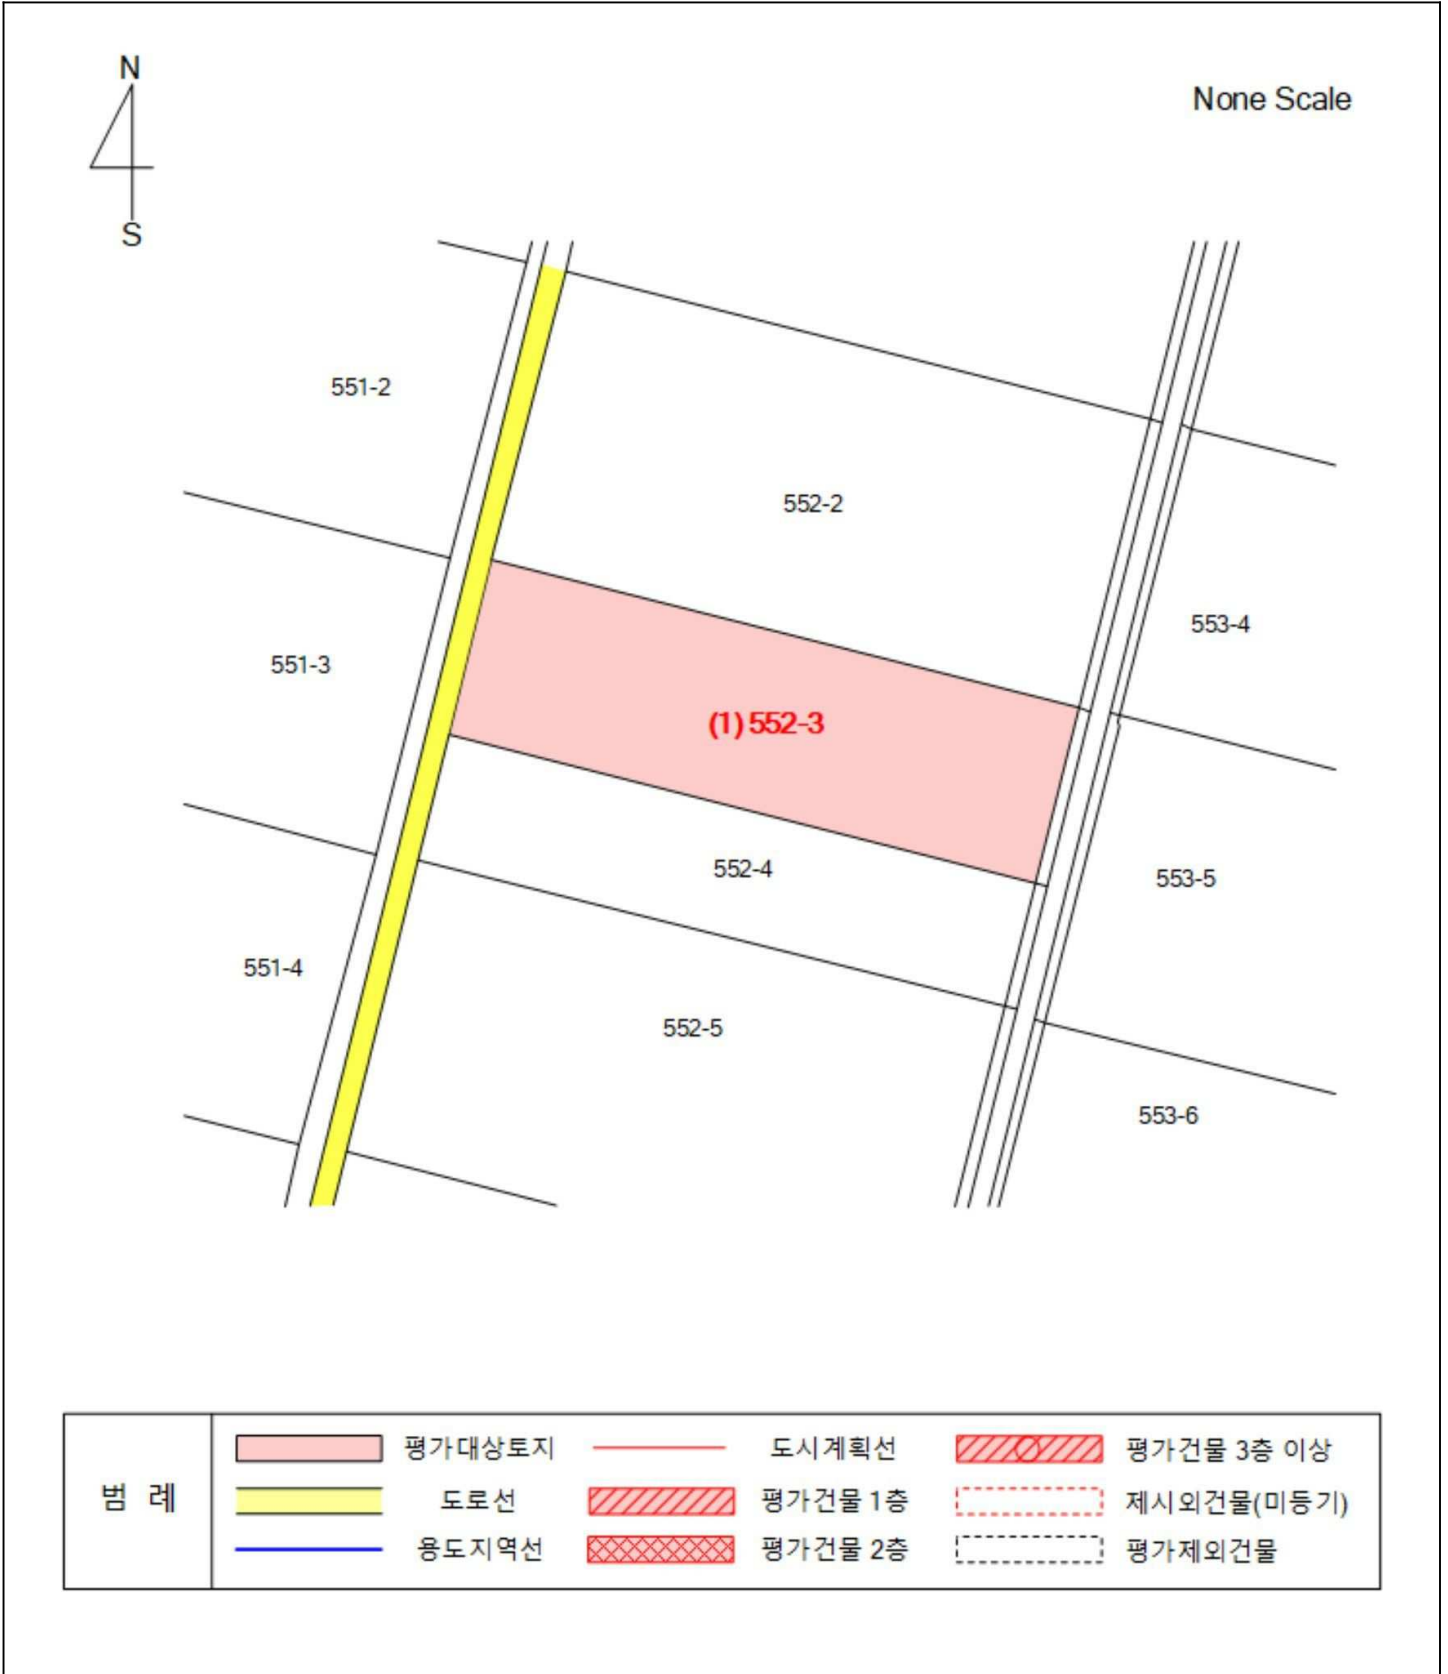 N
None Scale
S
551-2
552-2
553-4
551-3
(1) 552-3
552-4
553-5
551-4
552-5
553-6
범 례
평가대상토지
도시계획선
평가건물 3층 이상
도로선
평가건물 1층
제시외건물(미등기)
용도지역선
평가건물 2층
평가제외건물